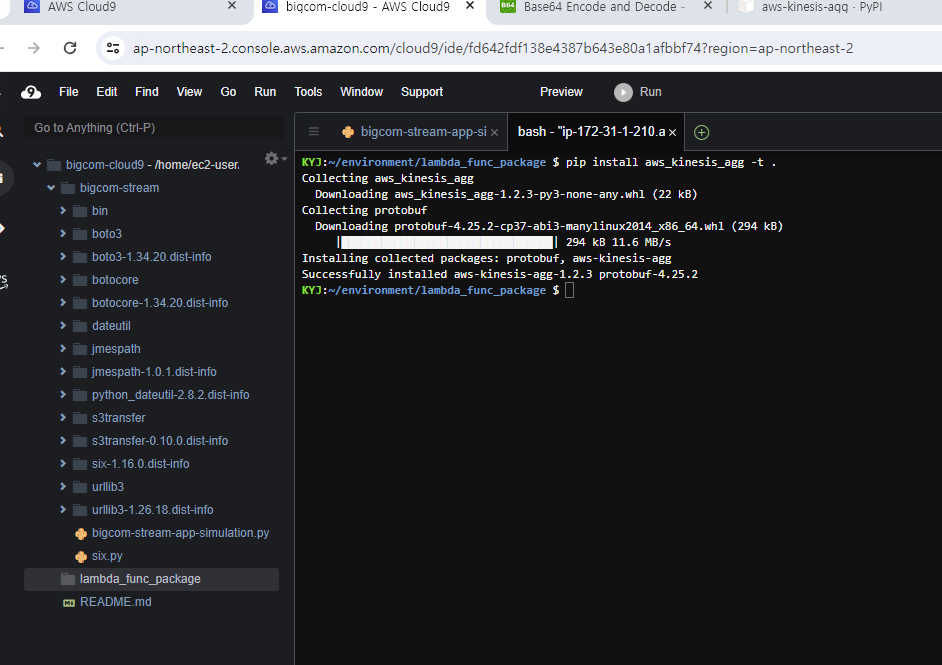 AWS Cloud9
bigcom-cloud9 - AWS Cloud9
B64 Base64 Encode and Decode -
aws-kinesis-agg · PyPI
ap-northeast-2.console.aws.amazon.com/cloud9/ide/fd642fdf138e4387b643e80a1afbbf74?region=ap-northeast-2
9 File Edit Find View Go Run Tools Window Support Preview Run
Go to Anything (Ctrl-P)
bigcom-stream-app-si
bash - "ip-172-31-1-210.a
bigcom-cloud9 - /home/ec2-user/
bigcom-stream
bin
boto3
boto3-1.34.20.dist-info
botocore
botocore-1.34.20.dist-info
dateutil
jmespath
jmespath-1.0.1.dist-info
python_dateutil-2.8.2.dist-info
s3transfer
s3transfer-0.10.0.dist-info
six-1.16.0.dist-info
urllib3
urllib3-1.26.18.dist-info
bigcom-stream-app-simulation.py
six.py
lambda_func_package
README.md
KYJ:~/environment/lambda_func_package $ pip install aws_kinesis_agg -t .
Collecting aws_kinesis_agg
Downloading aws_kinesis_agg-1.2.3-py3-none-any.whl (22 kB)
Collecting protobuf
Downloading protobuf-4.25.2-cp37-abi3-manylinux2014_x86_64.whl (294 kB)
|████████████████████████████████| 294 kB 11.6 MB/s
Installing collected packages: protobuf, aws-kinesis-agg
Successfully installed aws-kinesis-agg-1.2.3 protobuf-4.25.2
KYJ:~/environment/lambda_func_package $